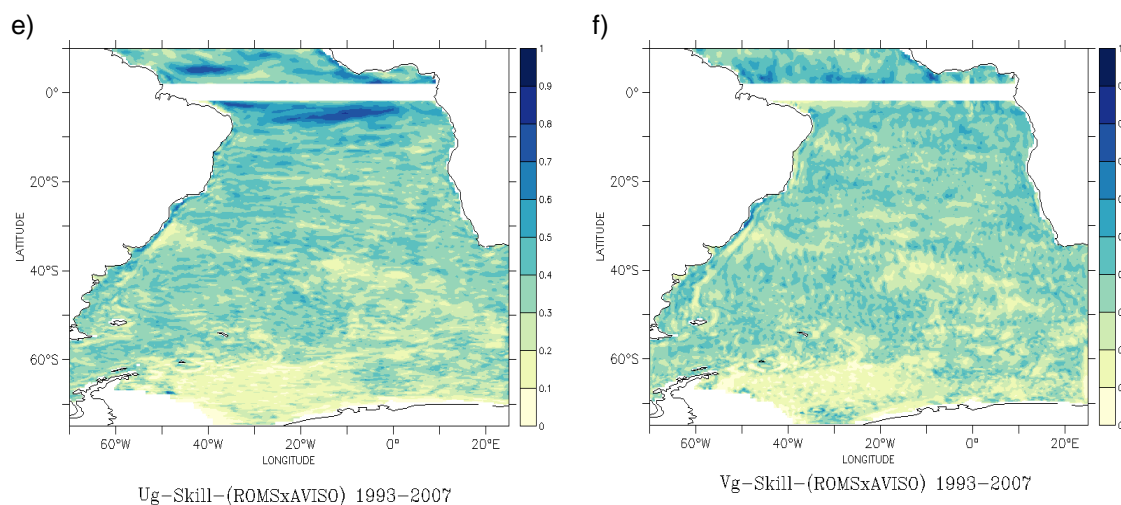 e)
0°
20°S
40°S
60°S
LATITUDE
60°W
40°W
20°W
0°
20°E
LONGITUDE
1
0.9
0.8
0.7
0.6
0.5
0.4
0.3
0.2
0.1
0
Ug-Skill-(ROMSxAVISO) 1993-2007
f)
0°
20°S
40°S
60°S
LATITUDE
60°W
40°W
20°W
0°
20°E
LONGITUDE
Vg-Skill-(ROMSxAVISO) 1993-2007